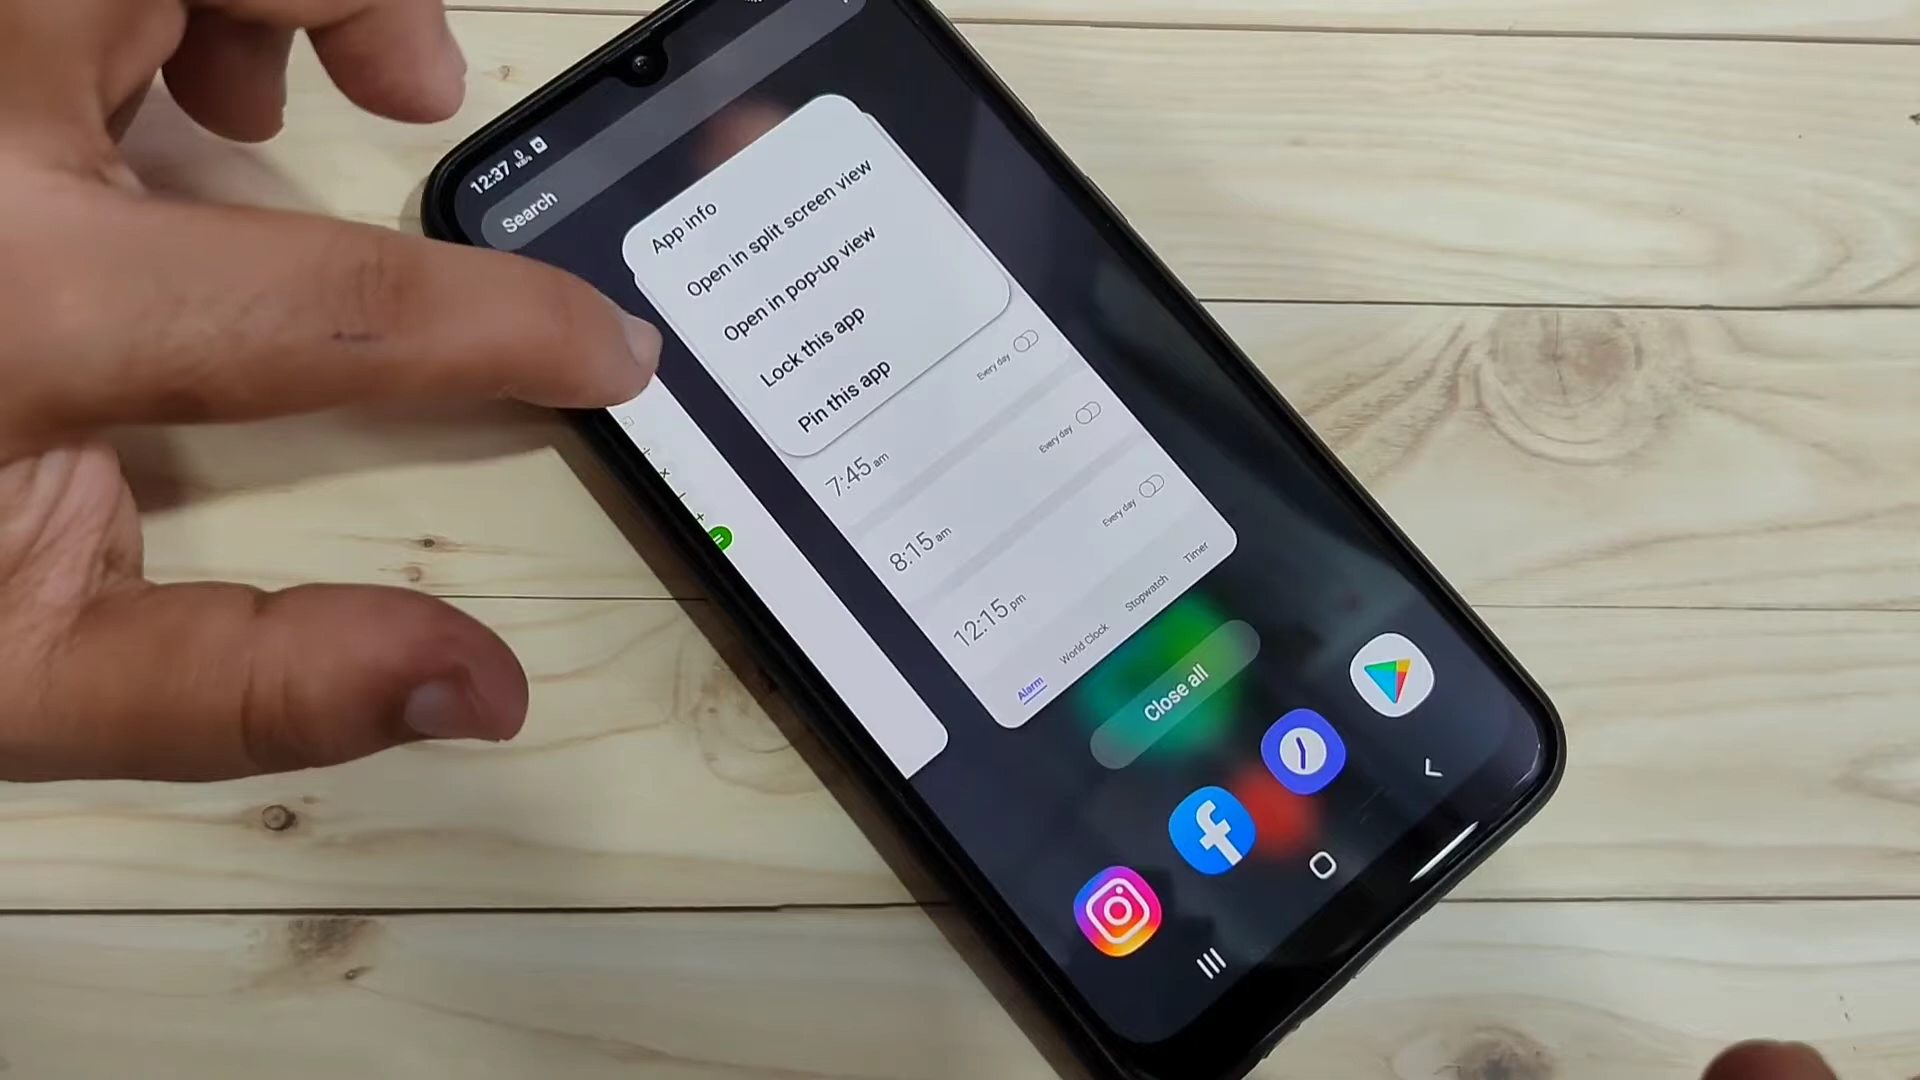 12:37
0
KB/s
Search
App info
Open in split screen view
Open in pop-up view
Lock this app
Pin this app
Every day
7:45 am
Every day
8:15 am
Every day
12:15 pm
Alarm
World Clock
Stopwatch
Timer
Close all